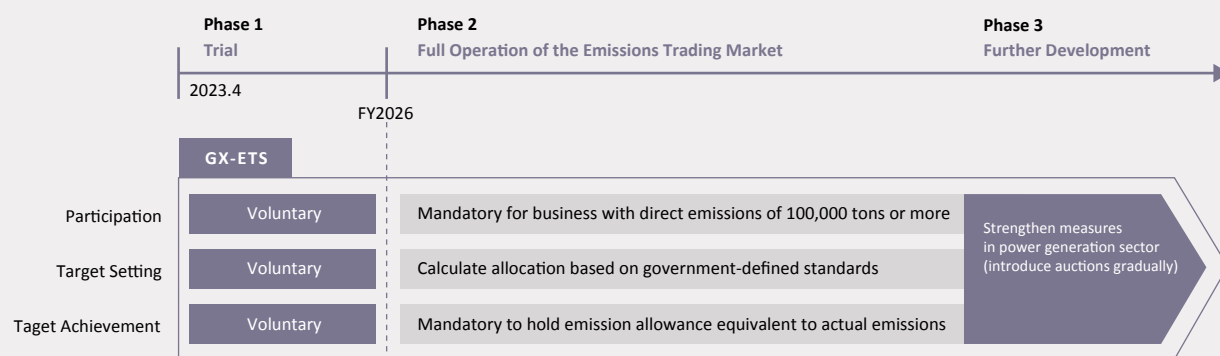 Phase 1
Trial
Phase 2
Full Operation of the Emissions Trading Market
Phase 3
Further Development
2023.4
FY2026
GX-ETS
Participation
Voluntary
Mandatory for business with direct emissions of 100,000 tons or more
Target Setting
Voluntary
Calculate allocation based on government-defined standards
Taget Achievement
Voluntary
Mandatory to hold emission allowance equivalent to actual emissions
Strengthen measures
in power generation sector
(introduce auctions gradually)